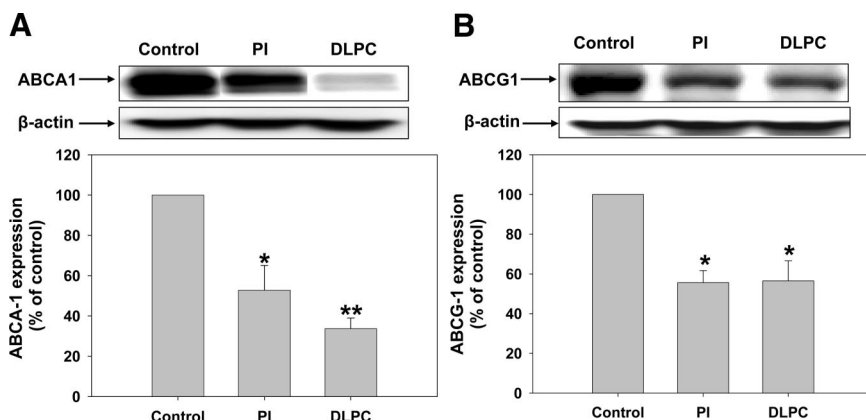 A
Control PI DLPC
ABCA1
β-actin
ABCA-1 expression
(% of control)
120
100
80
60
40
20
0
*
**
Control PI DLPC
B
Control PI DLPC
ABCG1
β-actin
ABCG-1 expression
(% of control)
120
100
80
60
40
20
0
*
*
Control PI DLPC